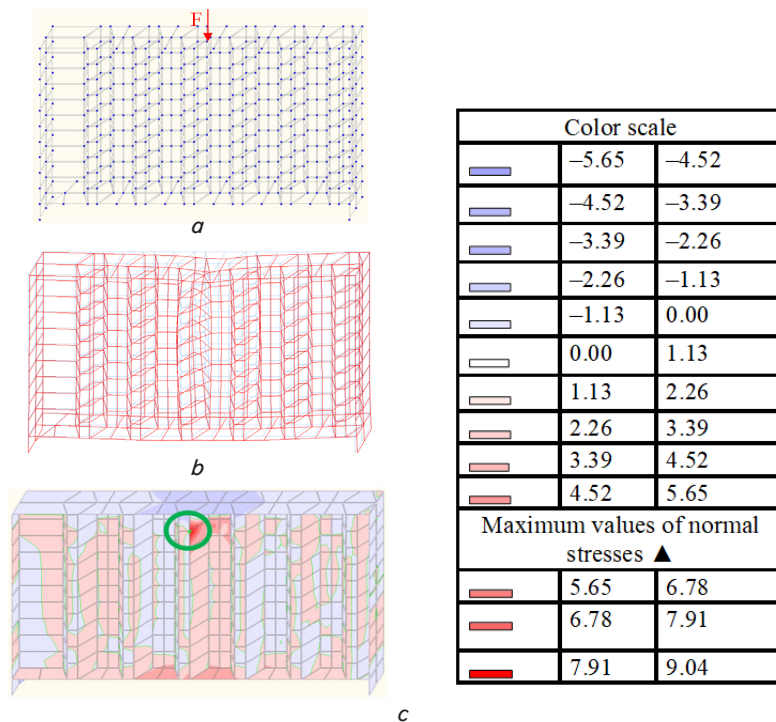 F
a
b
c
Color scale
–5.65 –4.52
–4.52 –3.39
–3.39 –2.26
–2.26 –1.13
–1.13 0.00
0.00 1.13
1.13 2.26
2.26 3.39
3.39 4.52
4.52 5.65
Maximum values of normal
stresses ▲
5.65 6.78
6.78 7.91
7.91 9.04